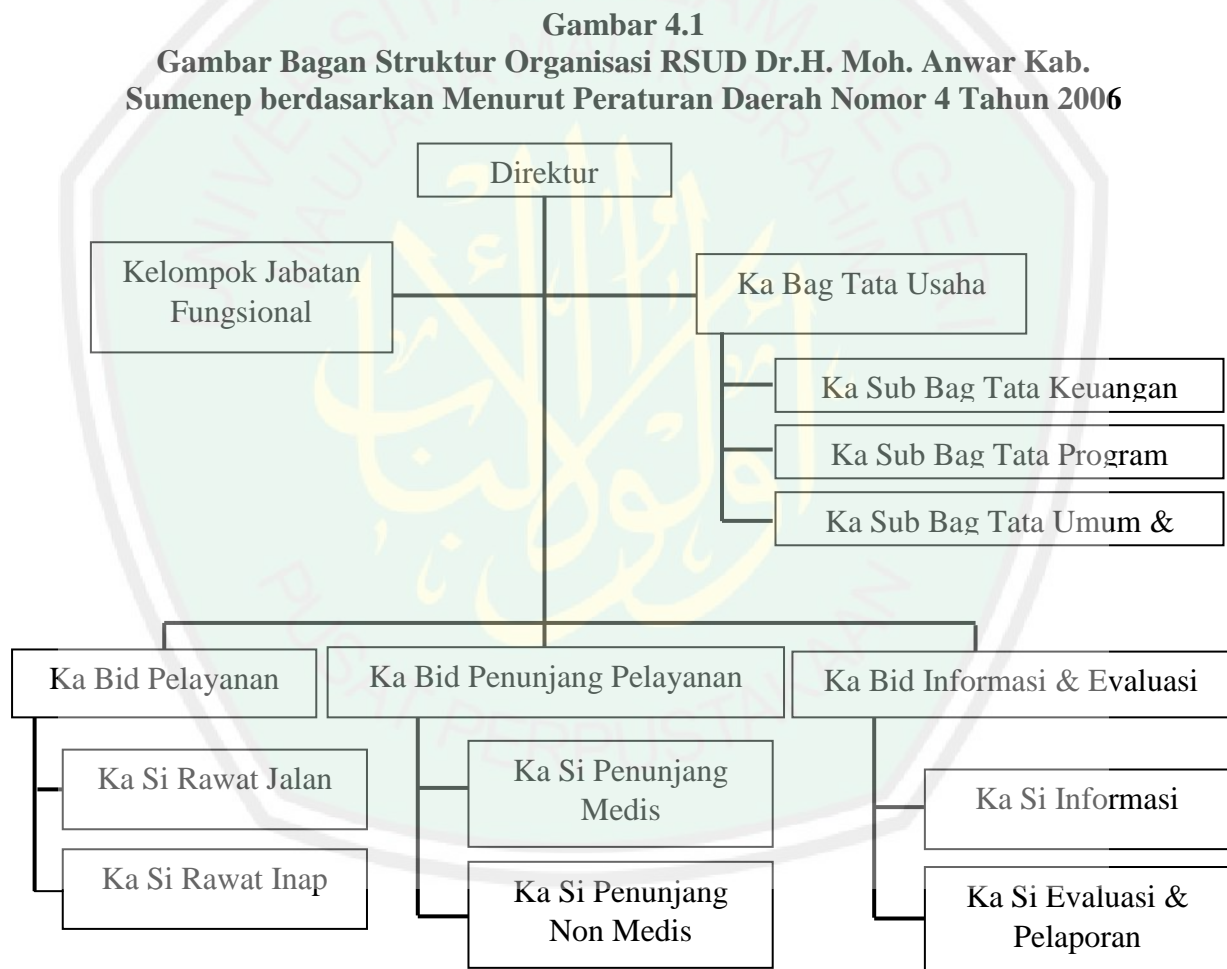 Gambar 4.1
Gambar Bagan Struktur Organisasi RSUD Dr.H. Moh. Anwar Kab.
Sumenep berdasarkan Menurut Peraturan Daerah Nomor 4 Tahun 2006
Direktur
Kelompok Jabatan
Fungsional
Ka Bag Tata Usaha
Ka Sub Bag Tata Keuangan
Ka Sub Bag Tata Program
Ka Sub Bag Tata Umum &
Ka Bid Pelayanan
Ka Bid Penunjang Pelayanan
Ka Bid Informasi & Evaluasi
Ka Si Rawat Jalan
Ka Si Penunjang
Medis
Ka Si Informasi
Ka Si Rawat Inap
Ka Si Penunjang
Non Medis
Ka Si Evaluasi &
Pelaporan
PUSAT PERPUSTAKAAN